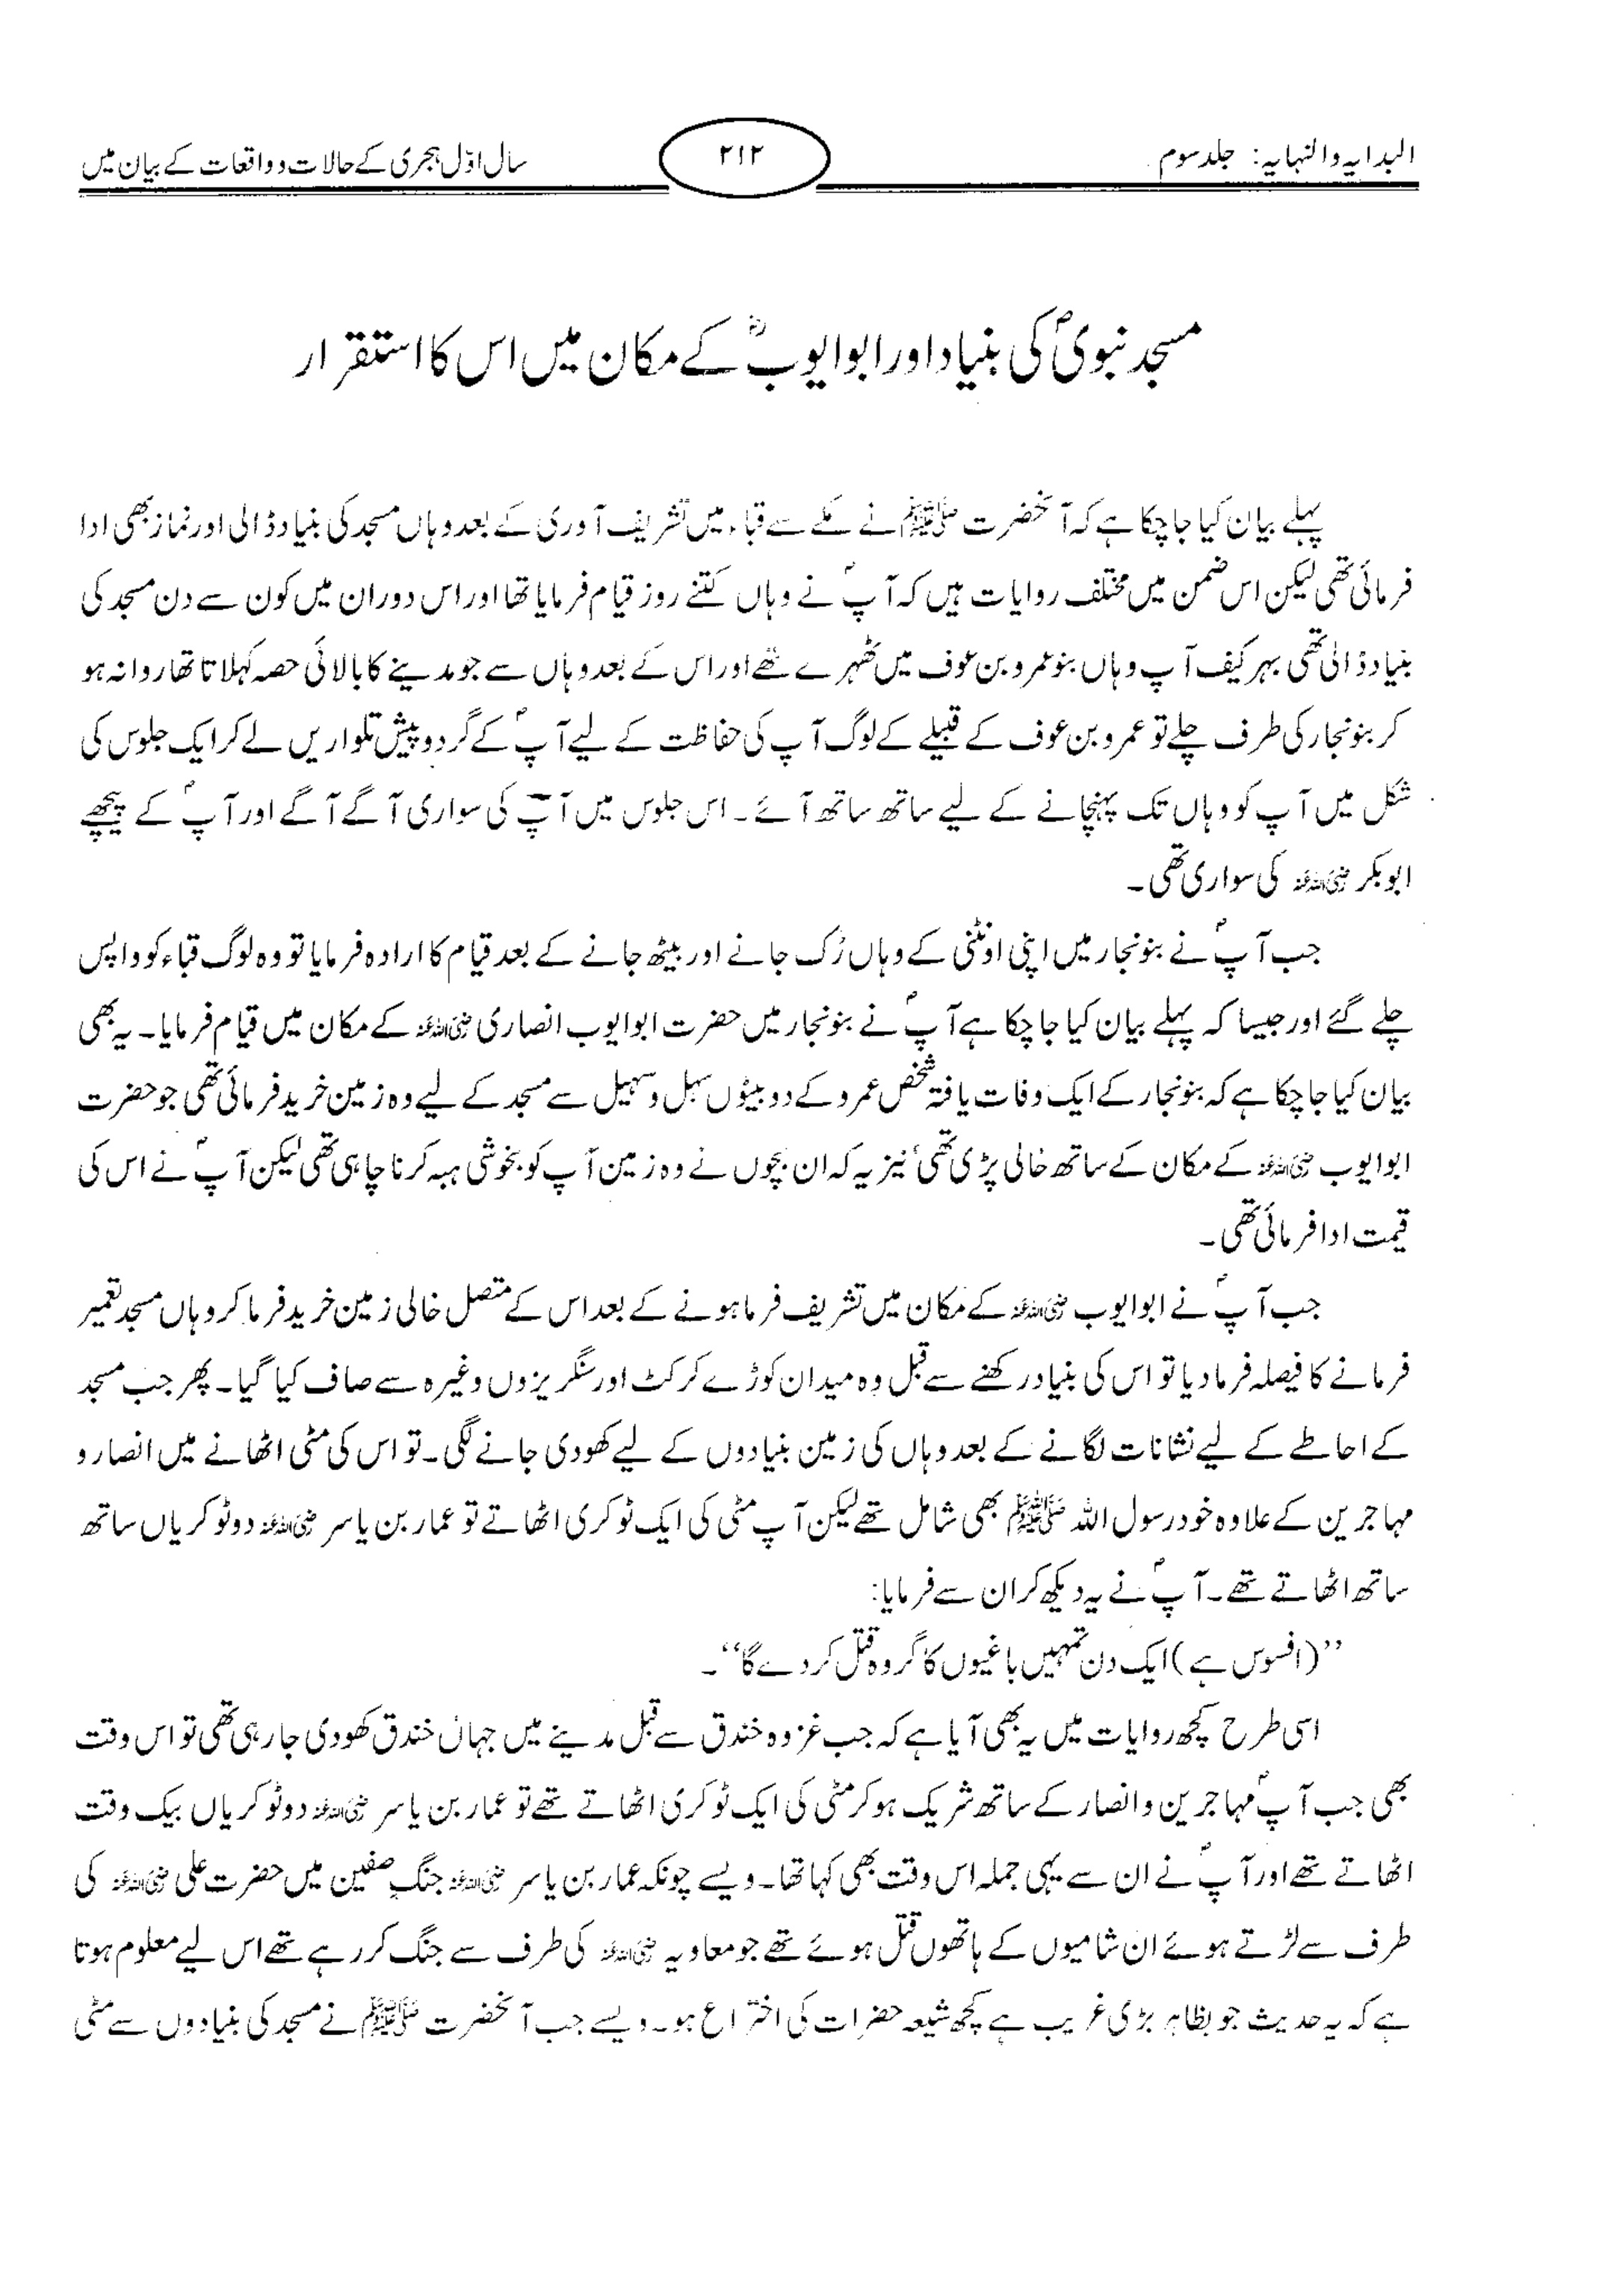 البدایہ والنہایہ: جلد سوم
۲۱۲
سال اوّل ہجری کے حالات و واقعات کے بیان میں
مسجد نبویؐ کی بنیاد اور ابو ایوبؓ کے مکان میں اس کا استقرار
پہلے بیان کیا جا چکا ہے کہ آنحضرت ﷺ نے مکے سے قباء میں تشریف آوری کے بعد وہاں مسجد کی بنیاد ڈالی اور نماز بھی ادا
فرمائی تھی لیکن اس ضمن میں مختلف روایات ہیں کہ آپؐ نے وہاں کتنے روز قیام فرمایا تھا اور اس دوران میں کون سے دن مسجد کی
بنیاد ڈالی تھی بہر کیف آپ وہاں بنو عمرو بن عوف میں ٹھہرے تھے اور اس کے بعد وہاں سے جو مدینے کا بالائی حصہ کہلاتا تھا روانہ ہو
کر بنو نجار کی طرف چلے تو عمرو بن عوف کے قبیلے کے لوگ آپ کی حفاظت کے لیے آپؐ کے گرد و پیش تلواریں لے کر ایک جلوس کی
شکل میں آپ کو وہاں تک پہنچانے کے لیے ساتھ ساتھ آئے۔ اس جلوس میں آپؐ کی سواری آگے آگے اور آپؐ کے پیچھے
ابوبکر رضی اللہ عنہ کی سواری تھی۔
جب آپؐ نے بنو نجار میں اپنی اونٹنی کے وہاں رُک جانے اور بیٹھ جانے کے بعد قیام کا ارادہ فرمایا تو وہ لوگ قباء کو واپس
چلے گئے اور جیسا کہ پہلے بیان کیا جا چکا ہے آپؐ نے بنو نجار میں حضرت ابو ایوب انصاری رضی اللہ عنہ کے مکان میں قیام فرمایا۔ یہ بھی
بیان کیا جا چکا ہے کہ بنو نجار کے ایک وفات یافتہ شخص عمرو کے دو بیٹوں سہل و سہیل سے مسجد کے لیے وہ زمین خرید فرمائی تھی جو حضرت
ابو ایوب رضی اللہ عنہ کے مکان کے ساتھ خالی پڑی تھی' نیز یہ کہ ان بچوں نے وہ زمین آپ کو بخوشی ہبہ کرنا چاہی تھی لیکن آپؐ نے اس کی
قیمت ادا فرمائی تھی۔
جب آپؐ نے ابو ایوب رضی اللہ عنہ کے مکان میں تشریف فرما ہونے کے بعد اس کے متصل خالی زمین خرید فرما کر وہاں مسجد تعمیر
فرمانے کا فیصلہ فرما دیا تو اس کی بنیاد رکھنے سے قبل وہ میدان کوڑے کرکٹ اور سنگریزوں وغیرہ سے صاف کیا گیا۔ پھر جب مسجد
کے احاطے کے لیے نشانات لگانے کے بعد وہاں کی زمین بنیادوں کے لیے کھودی جانے لگی۔ تو اس کی مٹی اٹھانے میں انصار و
مہاجرین کے علاوہ خود رسول اللہ ﷺ بھی شامل تھے لیکن آپ مٹی کی ایک ٹوکری اٹھاتے تو عمار بن یاسر رضی اللہ عنہ دو ٹوکریاں ساتھ
ساتھ اٹھاتے تھے۔ آپؐ نے یہ دیکھ کر ان سے فرمایا:
’’(افسوس ہے) ایک دن تمہیں باغیوں کا گروہ قتل کر دے گا‘‘۔
اسی طرح کچھ روایات میں یہ بھی آیا ہے کہ جب غزوہ خندق سے قبل مدینے میں جہاں خندق کھودی جا رہی تھی تو اس وقت
بھی جب آپؐ مہاجرین و انصار کے ساتھ شریک ہو کر مٹی کی ایک ٹوکری اٹھاتے تھے تو عمار بن یاسر رضی اللہ عنہ دو ٹوکریاں بیک وقت
اٹھاتے تھے اور آپؐ نے ان سے یہی جملہ اس وقت بھی کہا تھا۔ ویسے چونکہ عمار بن یاسر رضی اللہ عنہ جنگِ صفین میں حضرت علی رضی اللہ عنہ کی
طرف سے لڑتے ہوئے ان شامیوں کے ہاتھوں قتل ہوئے تھے جو معاویہ رضی اللہ عنہ کی طرف سے جنگ کر رہے تھے اس لیے معلوم ہوتا
ہے کہ یہ حدیث جو بظاہر بڑی غریب ہے کچھ شیعہ حضرات کی اختراع ہو۔ ویسے جب آنحضرت ﷺ نے مسجد کی بنیادوں سے مٹی